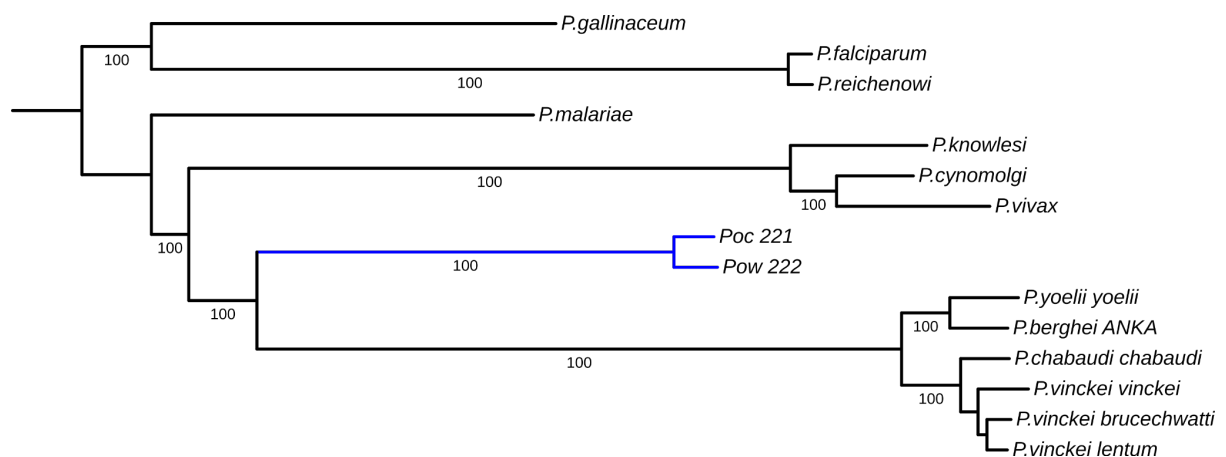 P.gallinaceum
100
P.falciparum
100
P.reichenowi
P.malariae
P.knowlesi
P.cynomolgi
100
100
P.vivax
Poc 221
100
100
Pow 222
P.yoelii yoelii
100
100
P.berghei ANKA
P.chabaudi chabaudi
100
P.vinckei vinckei
100
P.vinckei brucechwatti
P.vinckei lentum